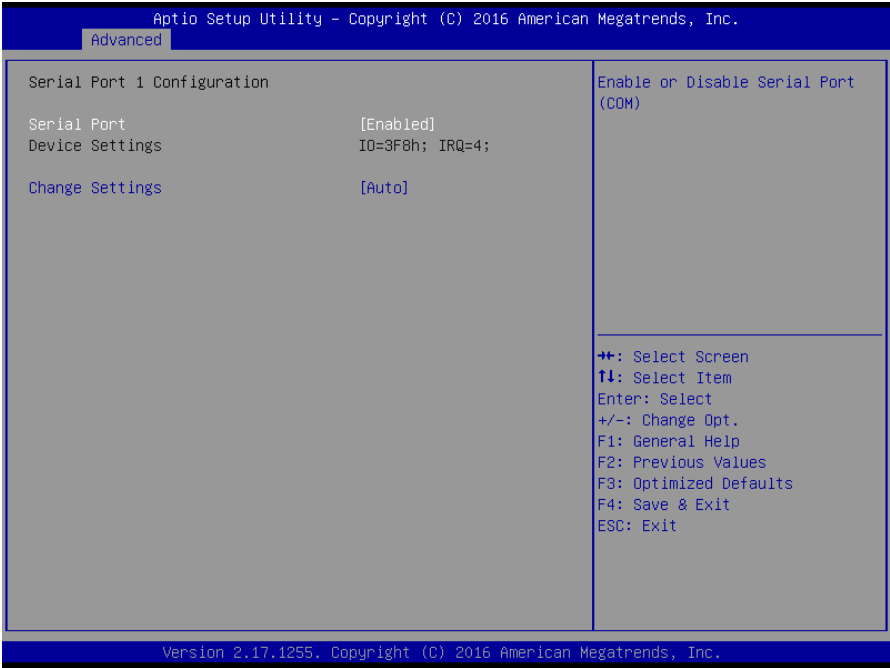 Aptio Setup Utility – Copyright (C) 2016 American Megatrends, Inc.
Advanced
Serial Port 1 Configuration
Serial Port [Enabled]
Device Settings IO=3F8h; IRQ=4;
Change Settings [Auto]
Enable or Disable Serial Port
(COM)
→←: Select Screen
↑↓: Select Item
Enter: Select
+/-: Change Opt.
F1: General Help
F2: Previous Values
F3: Optimized Defaults
F4: Save & Exit
ESC: Exit
Version 2.17.1255. Copyright (C) 2016 American Megatrends, Inc.